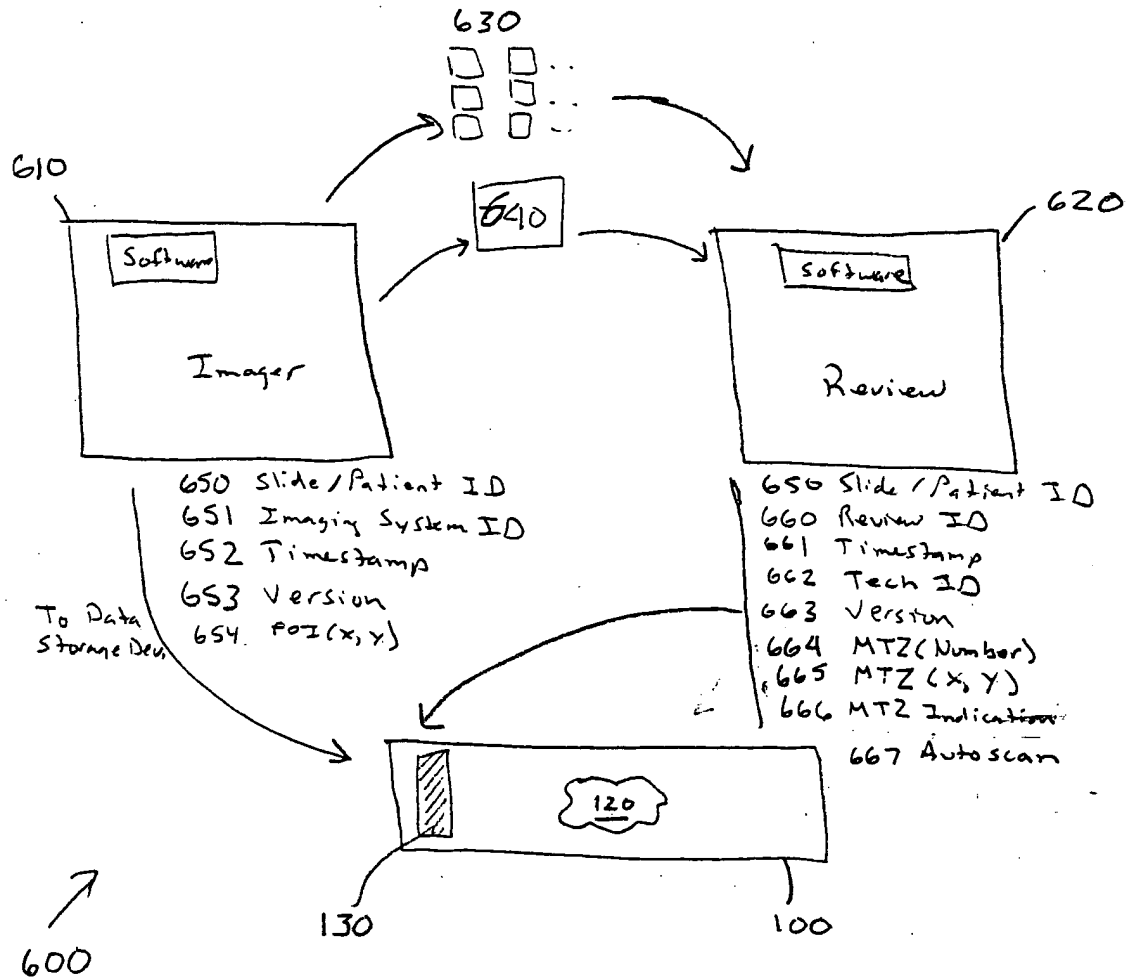 630
610
640
620
Software
Imager
Software
Review
650 Slide/Patient ID
651 Imaging System ID
652 Timestamp
653 Version
654. POI(x,y)
To Data
Storage Dev.
650 Slide/Patient ID
660 Review ID
661 Timestamp
662 Tech ID
663 Version
664 MTZ(Number)
665 MTZ (X, Y)
666 MTZ Indication
667 Autoscan
120
130
100
600